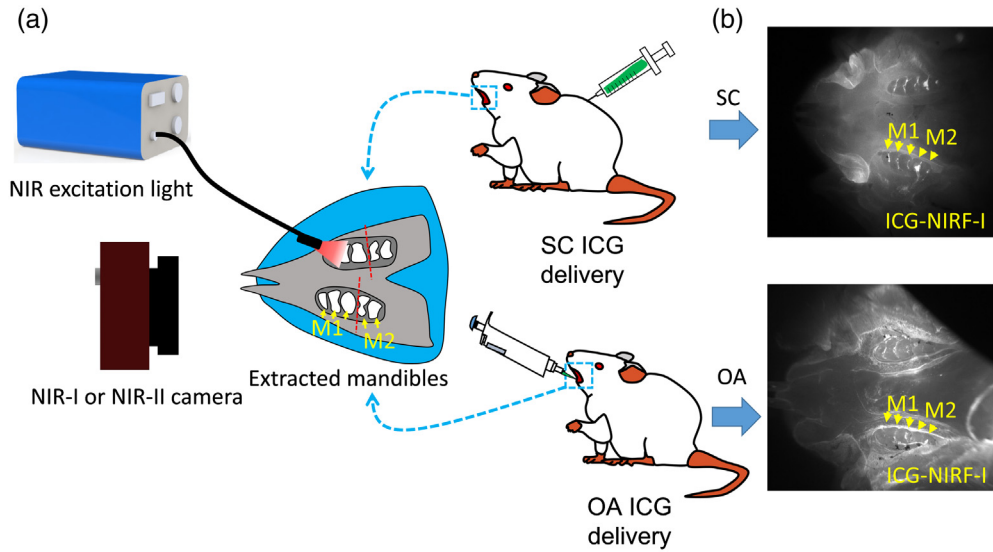 (a)
(b)
NIR excitation light
SC ICG
delivery
SC
M1
M2
ICG-NIRF-I
M1
M2
Extracted mandibles
NIR-I or NIR-II camera
OA ICG
delivery
OA
M1
M2
ICG-NIRF-I